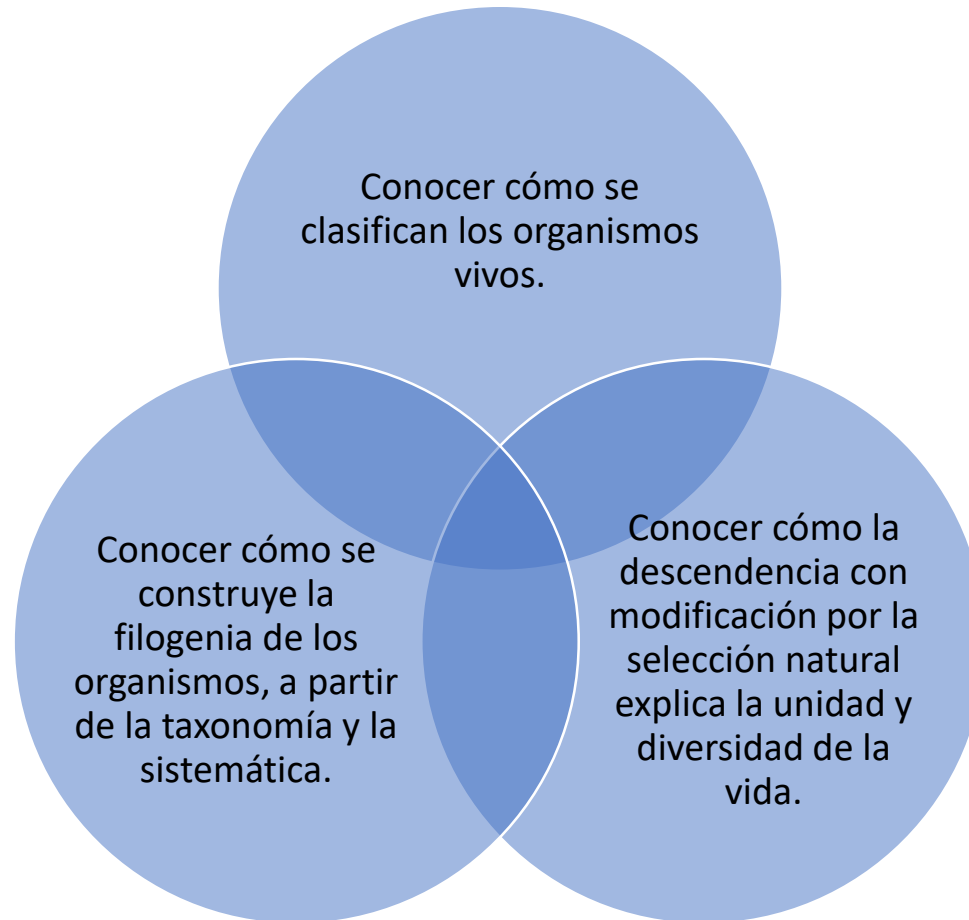 Conocer cómo se
clasifican los organismos
vivos.
Conocer cómo se
construye la
filogenia de los
organismos, a partir
de la taxonomía y la
sistemática.
Conocer cómo la
descendencia con
modificación por la
selección natural
explica la unidad y
diversidad de la
vida.